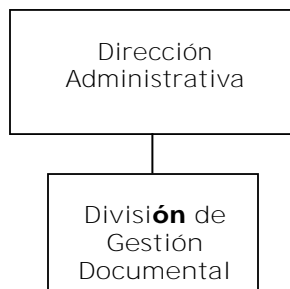 Dirección
Administrativa
División de
Gestión
Documental